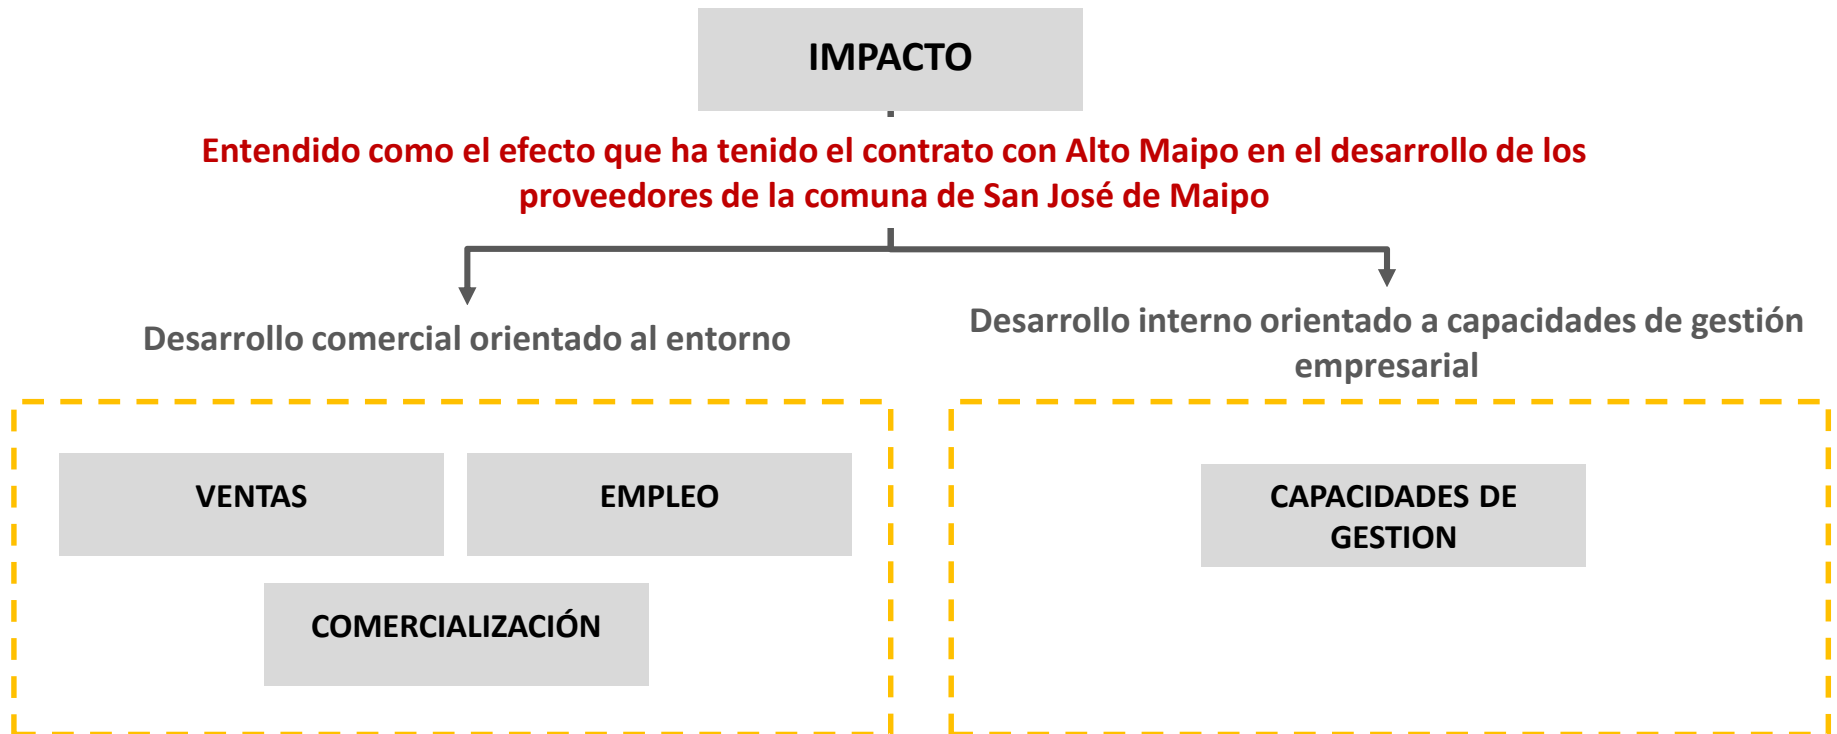 IMPACTO
Entendido como el efecto que ha tenido el contrato con Alto Maipo en el desarrollo de los
proveedores de la comuna de San José de Maipo
Desarrollo comercial orientado al entorno
Desarrollo interno orientado a capacidades de gestión
empresarial
VENTAS
EMPLEO
COMERCIALIZACIÓN
CAPACIDADES DE
GESTION